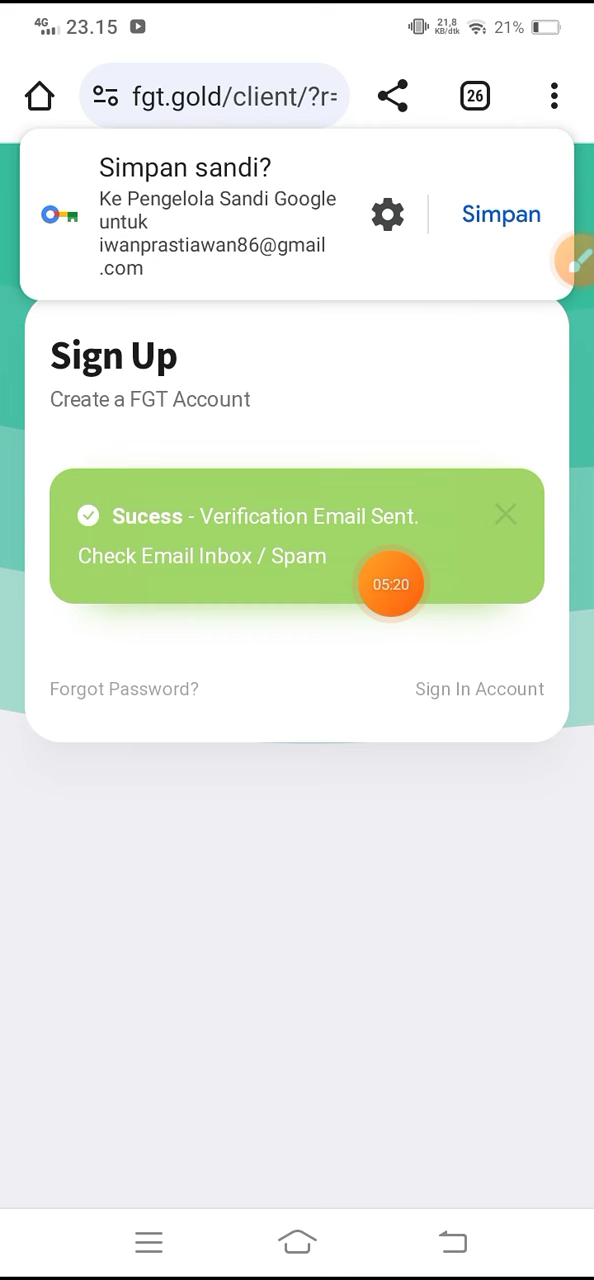 4G 23.15 21,8 KB/dtk 21%
fgt.gold/client/?r= 26
Simpan sandi?
Ke Pengelola Sandi Google
untuk
iwanprastiawan86@gmail
.com
Simpan
Sign Up
Create a FGT Account
Sucess - Verification Email Sent.
Check Email Inbox / Spam
05:20
Forgot Password? Sign In Account